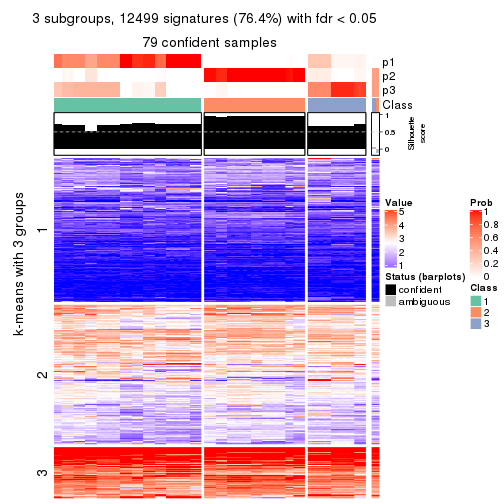 3 subgroups, 12499 signatures (76.4%) with fdr < 0.05
79 confident samples
p1
p2
p3
Class
1
0.5
0
Silhouette
score
k-means with 3 groups
1
2
3
Value
5
4
3
2
1
Status (barplots)
confident
ambiguous
Prob
1
0.8
0.6
0.4
0.2
0
Class
1
2
3